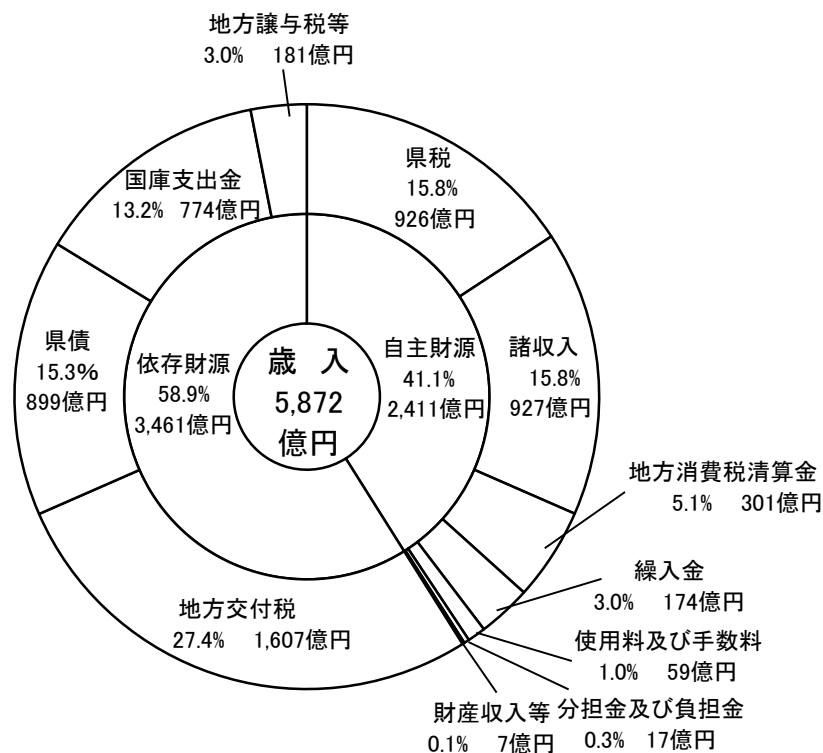 地方譲与税等
3.0% 181億円
県税
15.8%
926億円
国庫支出金
13.2% 774億円
諸収入
15.8%
927億円
県債
15.3%
899億円
依存財源
58.9%
3,461億円
歳 入
5,872
億円
自主財源
41.1%
2,411億円
地方消費税清算金
5.1% 301億円
繰入金
3.0% 174億円
使用料及び手数料
1.0% 59億円
分担金及び負担金
0.3% 17億円
財産収入等
0.1% 7億円
地方交付税
27.4% 1,607億円